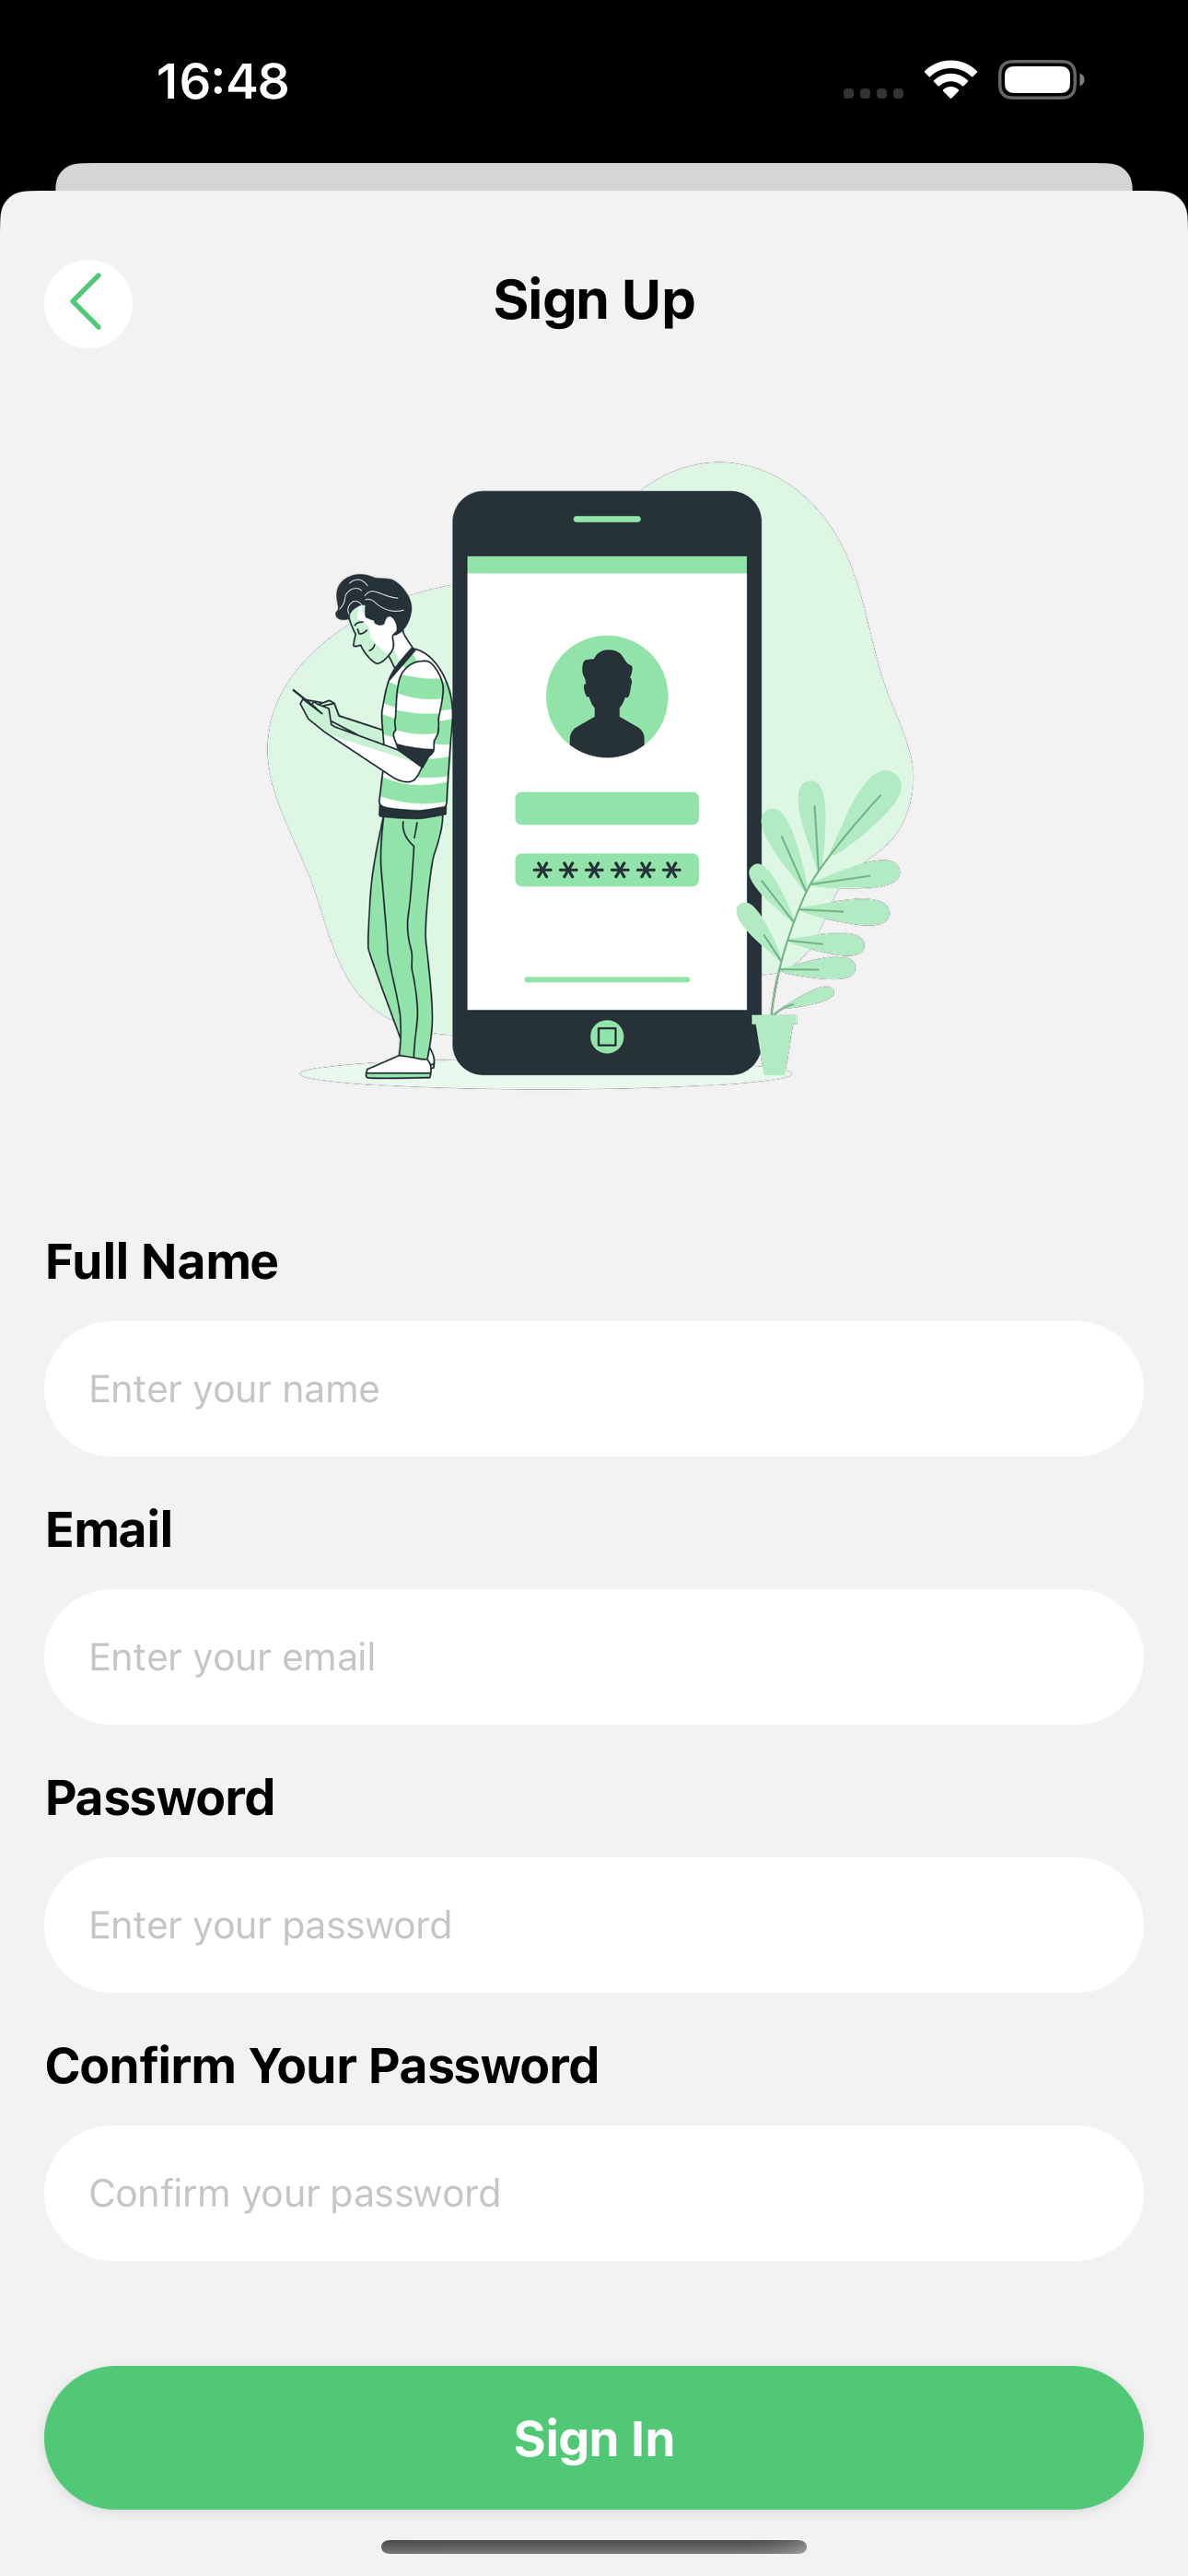 16:48
Sign Up
******
Full Name
Enter your name
Email
Enter your email
Password
Enter your password
Confirm Your Password
Confirm your password
Sign In